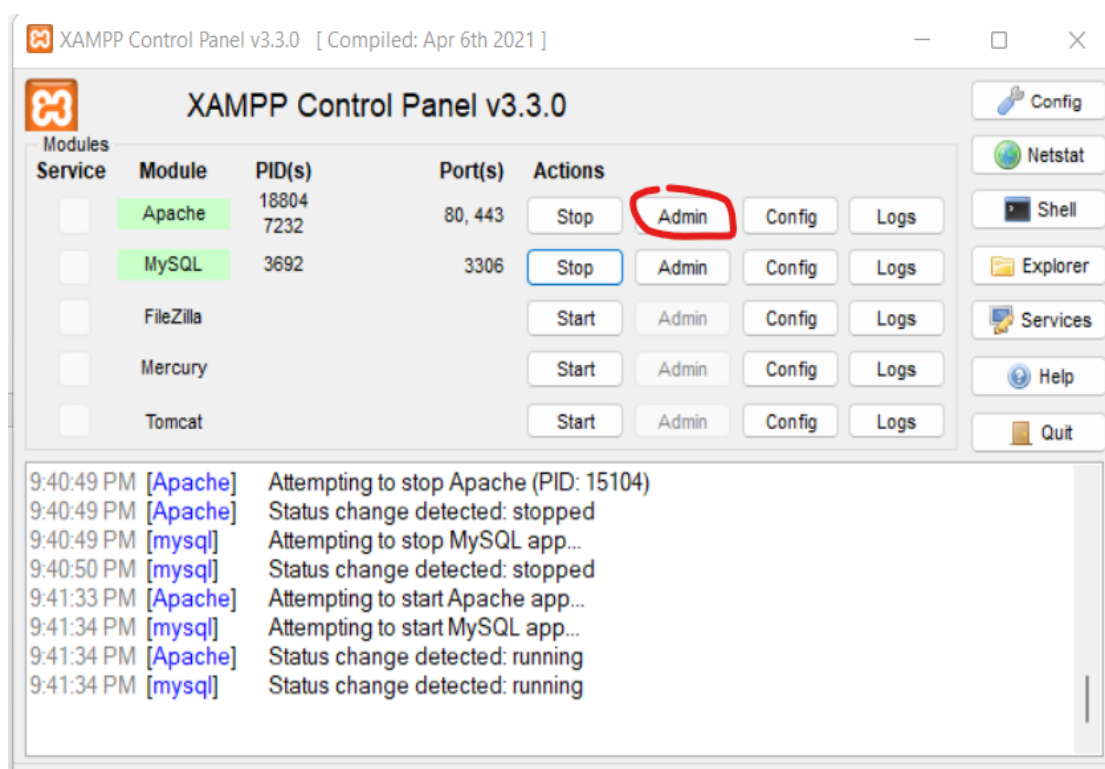 XAMPP Control Panel v3.3.0 [ Compiled: Apr 6th 2021 ]
XAMPP Control Panel v3.3.0
Config
Modules
Service Module PID(s) Port(s) Actions
Netstat
Apache 18804 7232 80, 443 Stop Admin Config Logs
Shell
MySQL 3692 3306 Stop Admin Config Logs
Explorer
FileZilla Start Admin Config Logs
Services
Mercury Start Admin Config Logs
Help
Tomcat Start Admin Config Logs
Quit
9:40:49 PM [Apache] Attempting to stop Apache (PID: 15104)
9:40:49 PM [Apache] Status change detected: stopped
9:40:49 PM [mysql] Attempting to stop MySQL app...
9:40:50 PM [mysql] Status change detected: stopped
9:41:33 PM [Apache] Attempting to start Apache app...
9:41:34 PM [mysql] Attempting to start MySQL app...
9:41:34 PM [Apache] Status change detected: running
9:41:34 PM [mysql] Status change detected: running